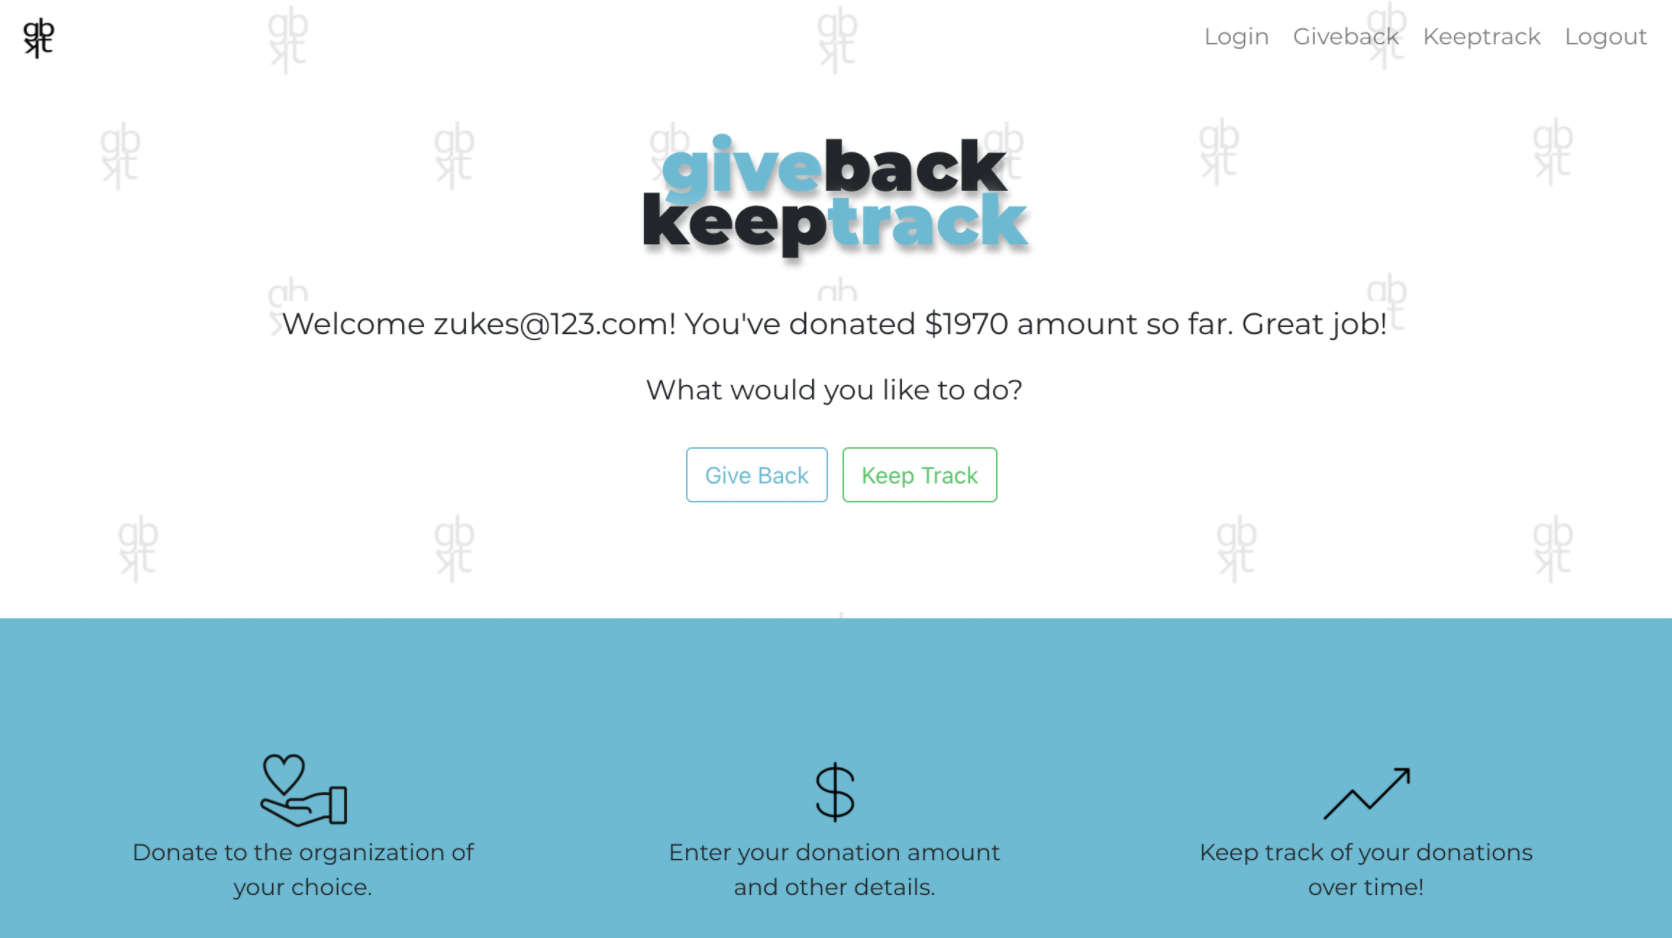 gb
kt
Login Giveback Keeptrack Logout
giveback
keeptrack
Welcome zukes@123.com! You've donated $1970 amount so far. Great job!
What would you like to do?
Give Back Keep Track
$
Donate to the organization of
your choice.
Enter your donation amount
and other details.
Keep track of your donations
over time!